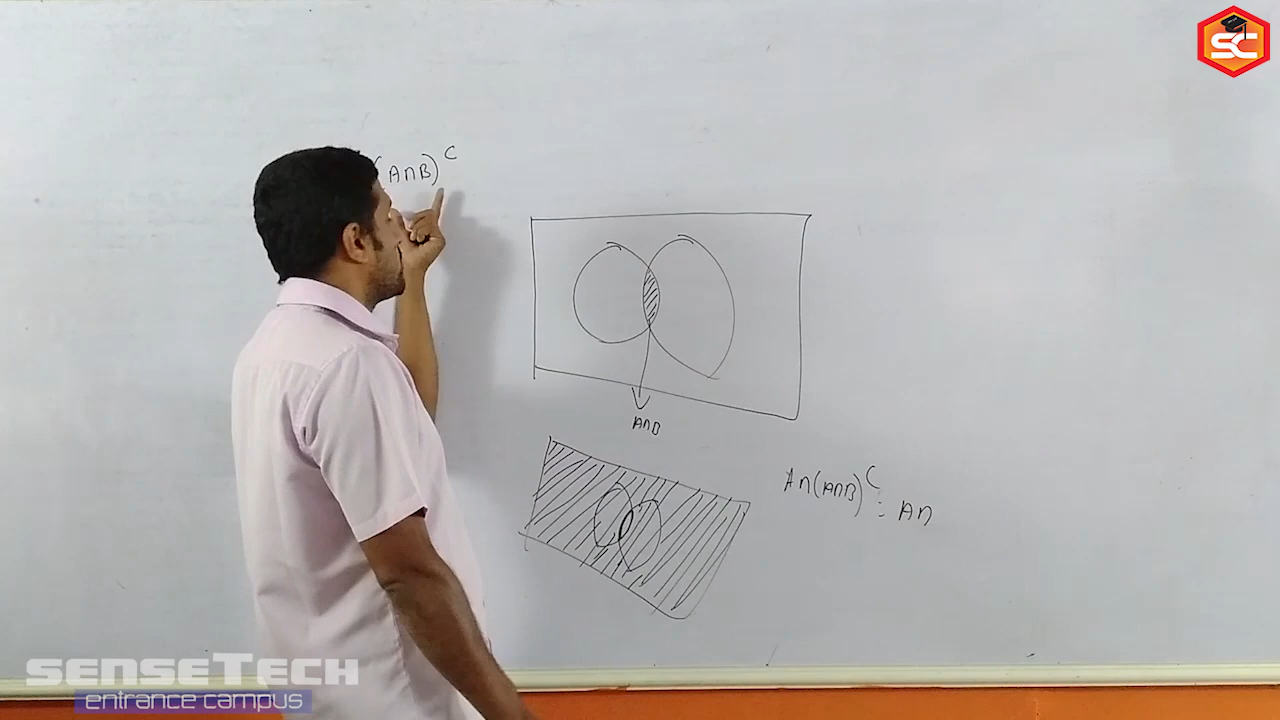 SC
(A∩B)ᶜ
A∩B
A∩(A∩B)ᶜ = A∩
SENSETECH
entrance campus